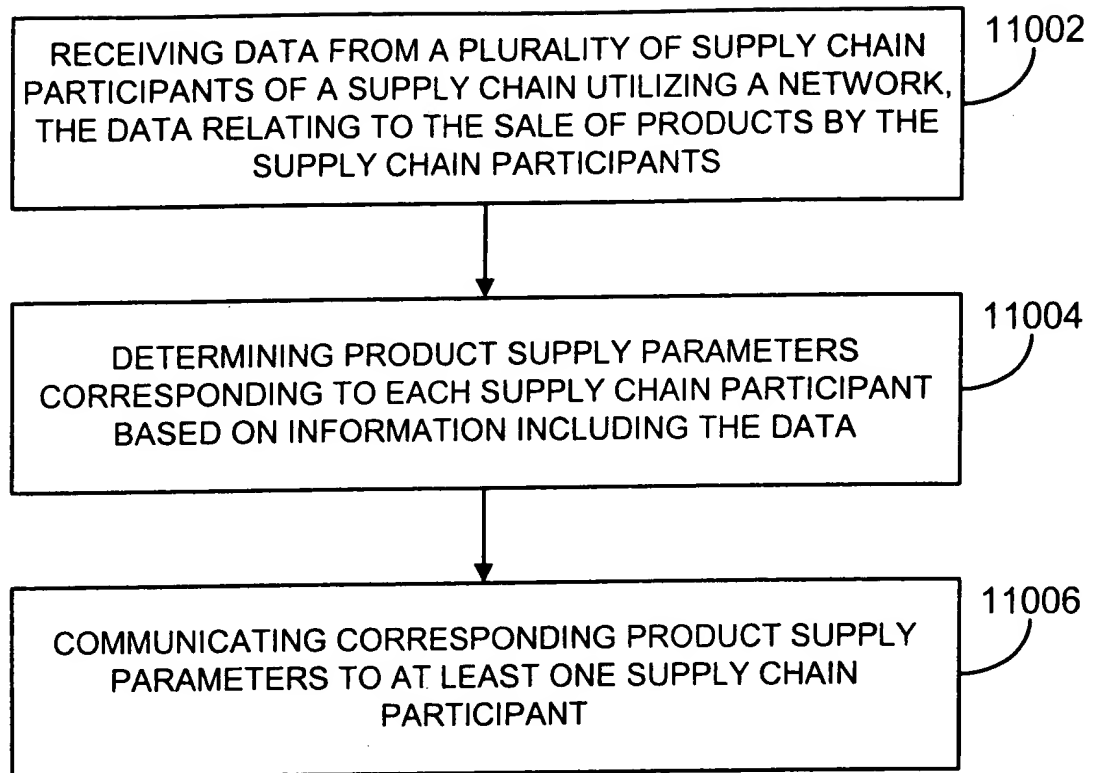 RECEIVING DATA FROM A PLURALITY OF SUPPLY CHAIN
PARTICIPANTS OF A SUPPLY CHAIN UTILIZING A NETWORK,
THE DATA RELATING TO THE SALE OF PRODUCTS BY THE
SUPPLY CHAIN PARTICIPANTS
11002
DETERMINING PRODUCT SUPPLY PARAMETERS
CORRESPONDING TO EACH SUPPLY CHAIN PARTICIPANT
BASED ON INFORMATION INCLUDING THE DATA
11004
COMMUNICATING CORRESPONDING PRODUCT SUPPLY
PARAMETERS TO AT LEAST ONE SUPPLY CHAIN
PARTICIPANT
11006